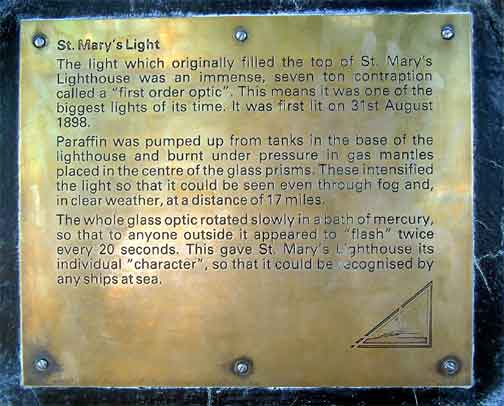 St. Mary's Light
The light which originally filled the top of St. Mary's
Lighthouse was an immense, seven ton contraption
called a "first order optic". This means it was one of the
biggest lights of its time. It was first lit on 31st August
1898.
Paraffin was pumped up from tanks in the base of the
lighthouse and burnt under pressure in gas mantles
placed in the centre of the glass prisms. These intensified
the light so that it could be seen even through fog and,
in clear weather, at a distance of 17 miles.
The whole glass optic rotated slowly in a bath of mercury,
so that to anyone outside it appeared to "flash" twice
every 20 seconds. This gave St. Mary's Lighthouse its
individual "character", so that it could be recognised by
any ships at sea.